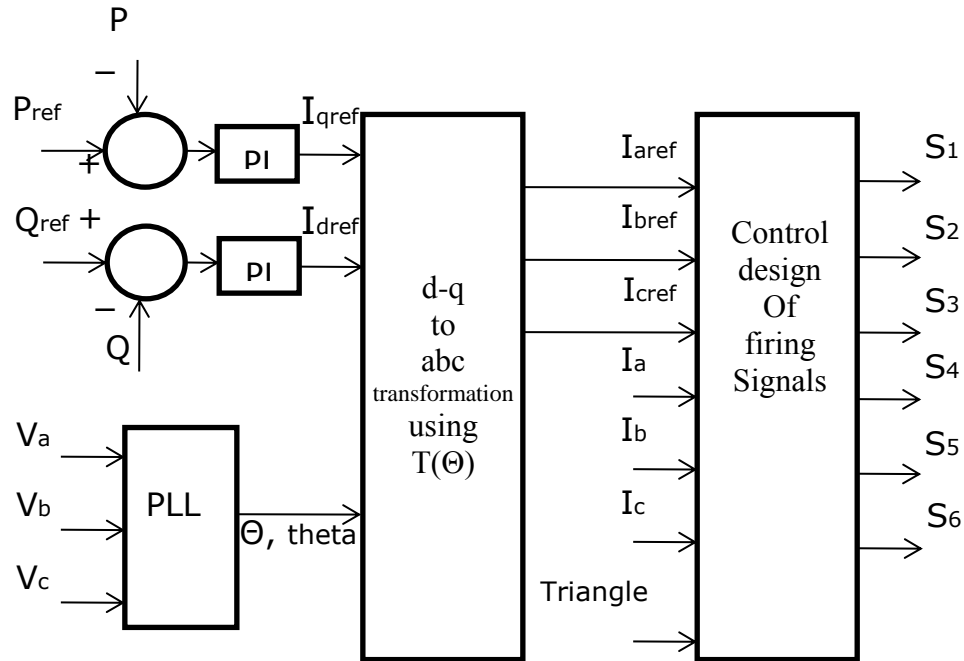 P
−
Pref
+
PI
Iqref
Qref +
−
Q
PI
Idref
Va
Vb
Vc
PLL
Θ, theta
d-q
to
abc
transformation
using
T(Θ)
Iaref
Ibref
Icref
Ia
Ib
Ic
Triangle
Control
design
Of
firing
Signals
S1
S2
S3
S4
S5
S6